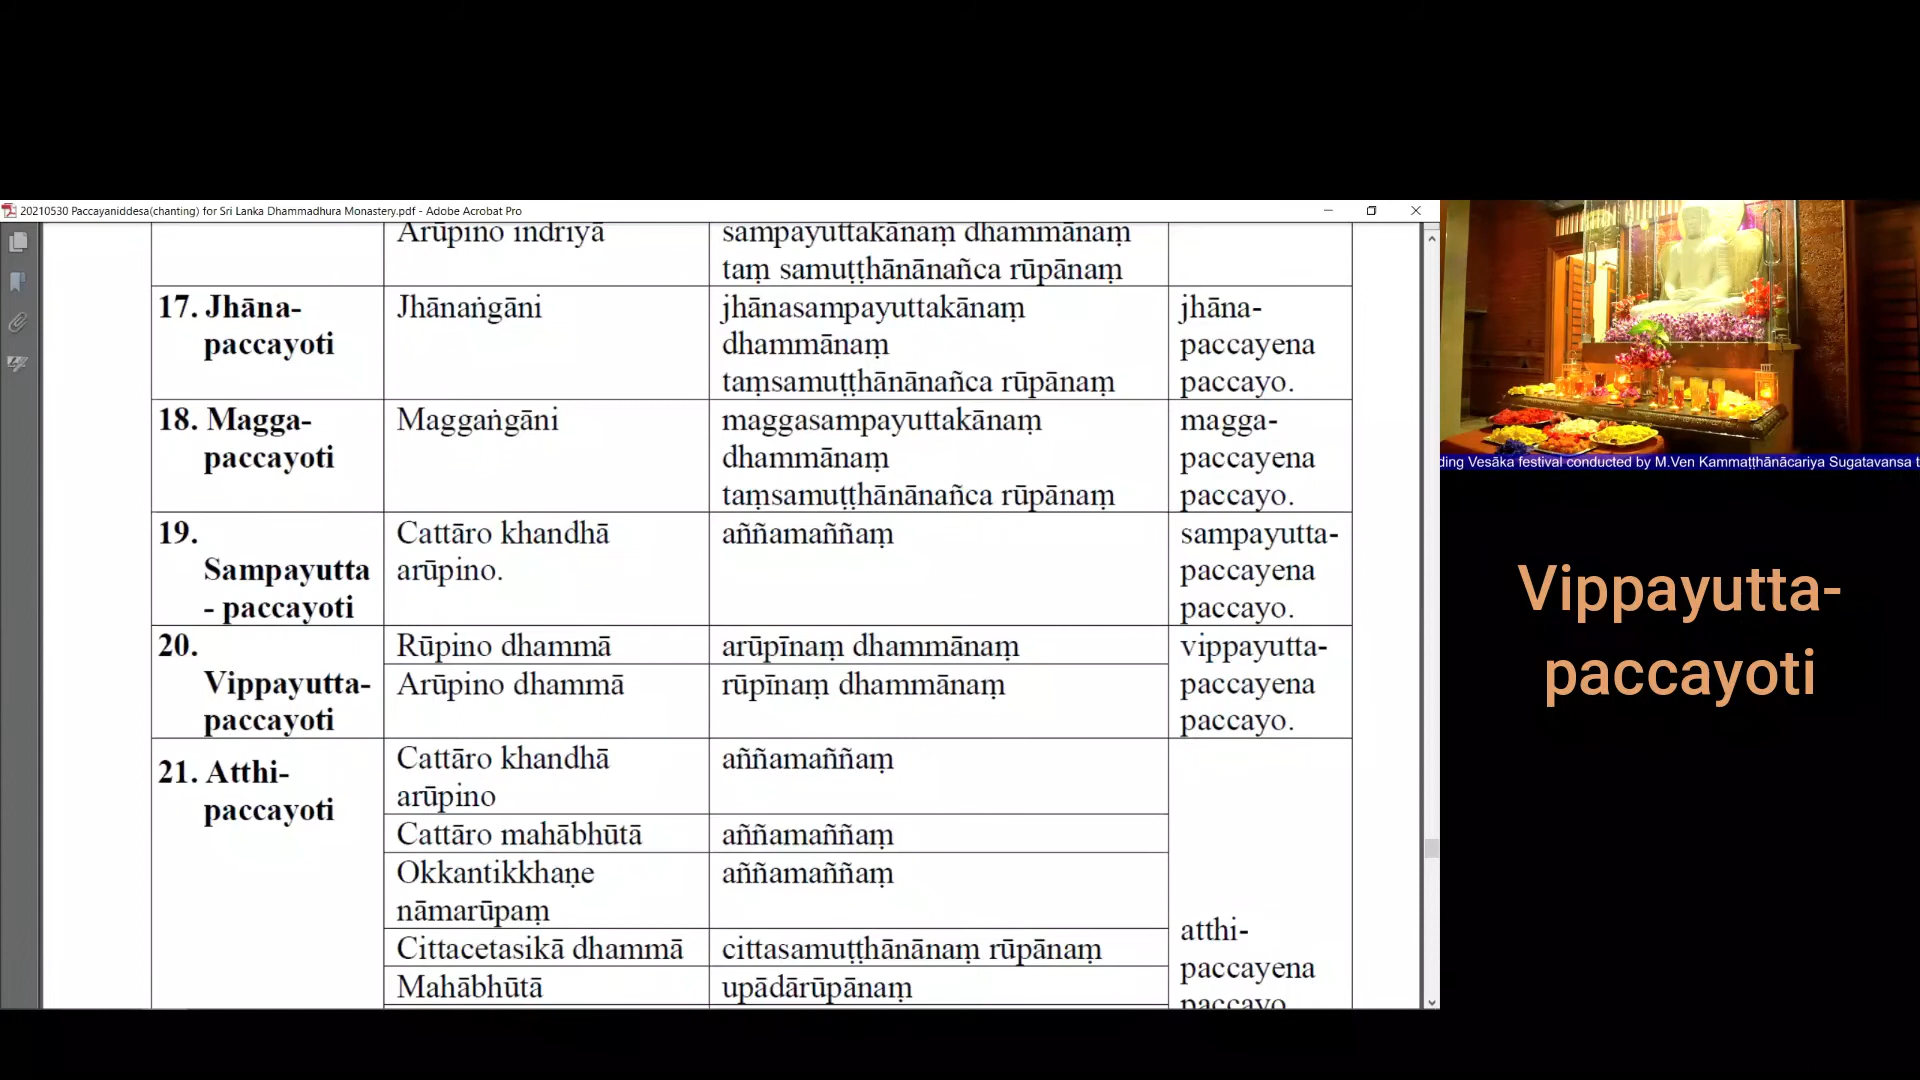 20210530 Paccayaniddesa(chanting) for Sri Lanka Dhammadhura Monastery.pdf - Adobe Acrobat Pro
Arūpino indriyā
sampayuttakānaṃ dhammānaṃ
taṃ samuṭṭhānānañca rūpānaṃ
17. Jhāna-
paccayoti
Jhānaṅgāni
jhānasampayuttakānaṃ
dhammānaṃ
taṃsamuṭṭhānānañca rūpānaṃ
jhāna-
paccayena
paccayo.
18. Magga-
paccayoti
Maggaṅgāni
maggasampayuttakānaṃ
dhammānaṃ
taṃsamuṭṭhānānañca rūpānaṃ
magga-
paccayena
paccayo.
19.
Sampayutta
- paccayoti
Cattāro khandhā
arūpino.
aññamaññaṃ
sampayutta-
paccayena
paccayo.
20.
Vippayutta-
paccayoti
Rūpino dhammā
arūpīnaṃ dhammānaṃ
Arūpino dhammā
rūpīnaṃ dhammānaṃ
vippayutta-
paccayena
paccayo.
21. Atthi-
paccayoti
Cattāro khandhā
arūpino
aññamaññaṃ
Cattāro mahābhūtā
aññamaññaṃ
Okkantikkhaṇe
nāmarūpaṃ
aññamaññaṃ
Cittacetasikā dhammā
cittasamuṭṭhānānaṃ rūpānaṃ
Mahābhūtā
upādārūpānaṃ
atthi-
paccayena
paccayo
ding Vesāka festival conducted by M.Ven Kammaṭṭhānācariya Sugatavansa t
Vippayutta-
paccayoti